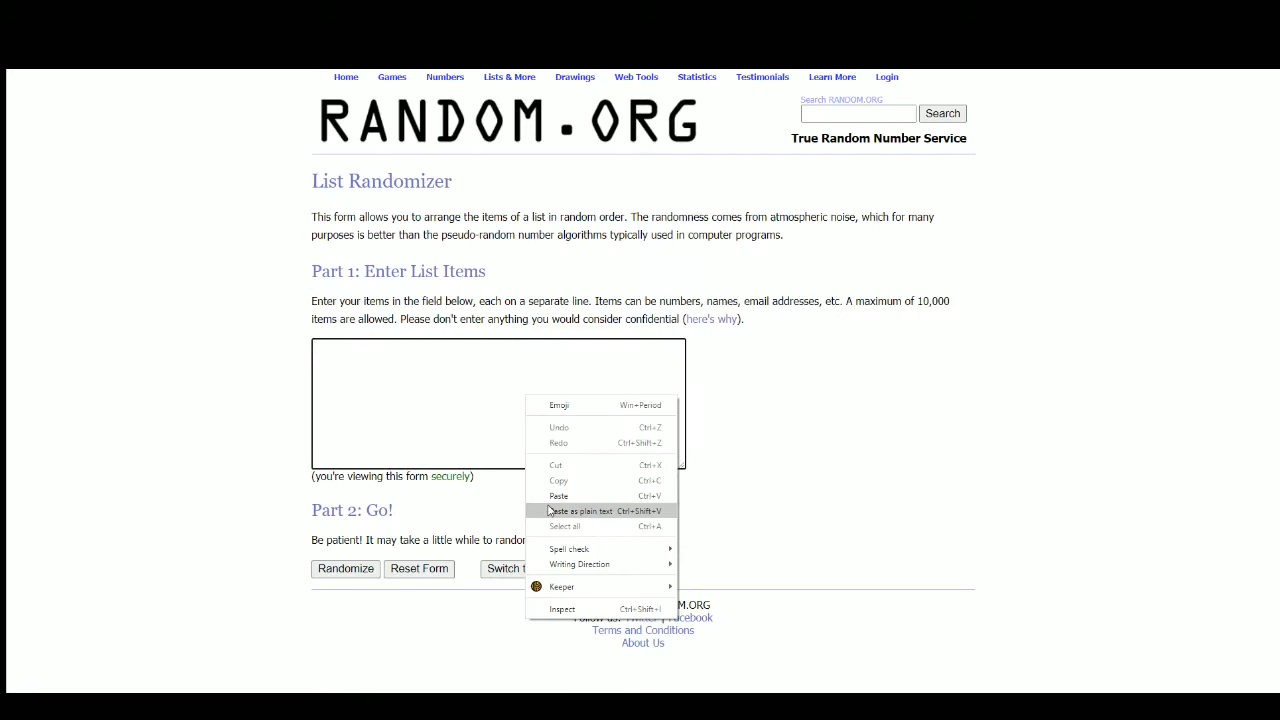 Home Games Numbers Lists & More Drawings Web Tools Statistics Testimonials Learn More Login
RANDOM.ORG
Search RANDOM.ORG
Search
True Random Number Service
List Randomizer
This form allows you to arrange the items of a list in random order. The randomness comes from atmospheric noise, which for many
purposes is better than the pseudo-random number algorithms typically used in computer programs.
Part 1: Enter List Items
Enter your items in the field below, each on a separate line. Items can be numbers, names, email addresses, etc. A maximum of 10,000
items are allowed. Please don't enter anything you would consider confidential (here's why).
Emoji Win+Period
Undo Ctrl+Z
Redo Ctrl+Shift+Z
Cut Ctrl+X
Copy Ctrl+C
Paste Ctrl+V
as plain text Ctrl+Shift+V
Select all Ctrl+A
Spell check
Writing Direction
Keeper
Inspect Ctrl+Shift+I
(you're viewing this form securely)
Part 2: Go!
Be patient! It may take a little while to
Randomize Reset Form Switch
M.ORG
Follow us: Twitter | Facebook
Terms and Conditions
About Us